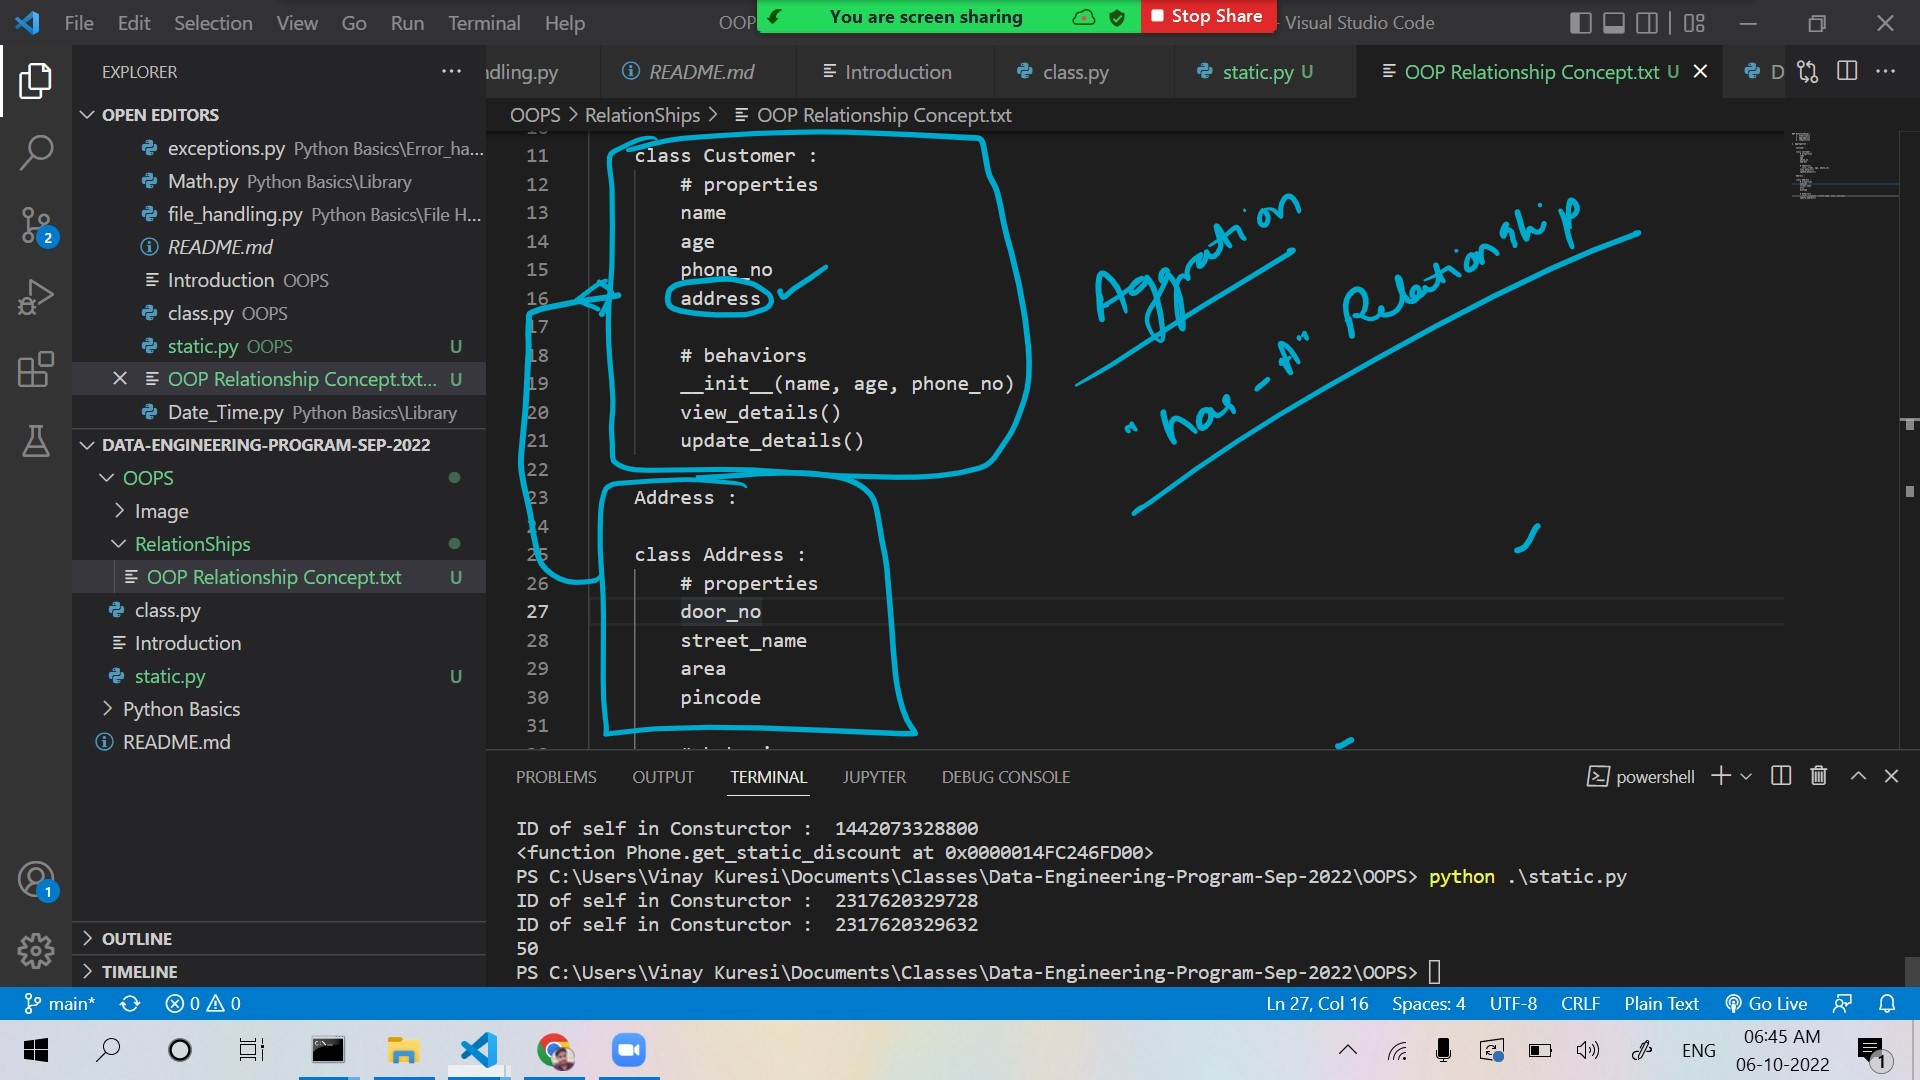 File Edit Selection View Go Run Terminal Help
OOP
You are screen sharing
Stop Share
- Visual Studio Code
EXPLORER
OPEN EDITORS
exceptions.py Python Basics\Error_ha...
Math.py Python Basics\Library
file_handling.py Python Basics\File H...
README.md
Introduction OOPS
class.py OOPS
static.py OOPS U
OOP Relationship Concept.txt... U
Date_Time.py Python Basics\Library
DATA-ENGINEERING-PROGRAM-SEP-2022
OOPS
Image
RelationShips
OOP Relationship Concept.txt U
class.py
Introduction
static.py U
Python Basics
README.md
OUTLINE
TIMELINE
2
1
ndling.py README.md Introduction class.py static.py U OOP Relationship Concept.txt U D
OOPS > RelationShips > OOP Relationship Concept.txt
11 class Customer :
12 # properties
13 name
14 age
15 phone_no
16 address
17
18 # behaviors
19 __init__(name, age, phone_no)
20 view_details()
21 update_details()
22
23 Address :
24
25 class Address :
26 # properties
27 door_no
28 street_name
29 area
30 pincode
31
Aggration
"has-A" Relationship
PROBLEMS OUTPUT TERMINAL JUPYTER DEBUG CONSOLE
powershell
ID of self in Consturctor : 1442073328800
<function Phone.get_static_discount at 0x0000014FC246FD00>
PS C:\Users\Vinay Kuresi\Documents\Classes\Data-Engineering-Program-Sep-2022\OOPS> python .\static.py
ID of self in Consturctor : 2317620329728
ID of self in Consturctor : 2317620329632
50
PS C:\Users\Vinay Kuresi\Documents\Classes\Data-Engineering-Program-Sep-2022\OOPS>
main* 0 0
Ln 27, Col 16 Spaces: 4 UTF-8 CRLF Plain Text Go Live
ENG
06:45 AM
06-10-2022
1